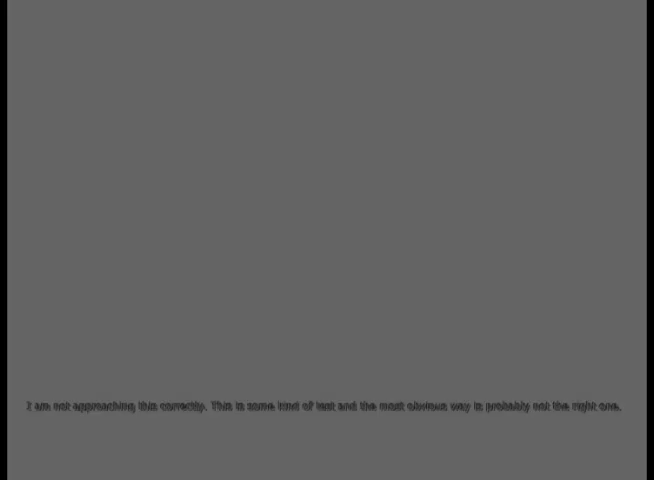 I am not approaching this correctly. This is some kind of test and the most obvious way is probably not the right one.